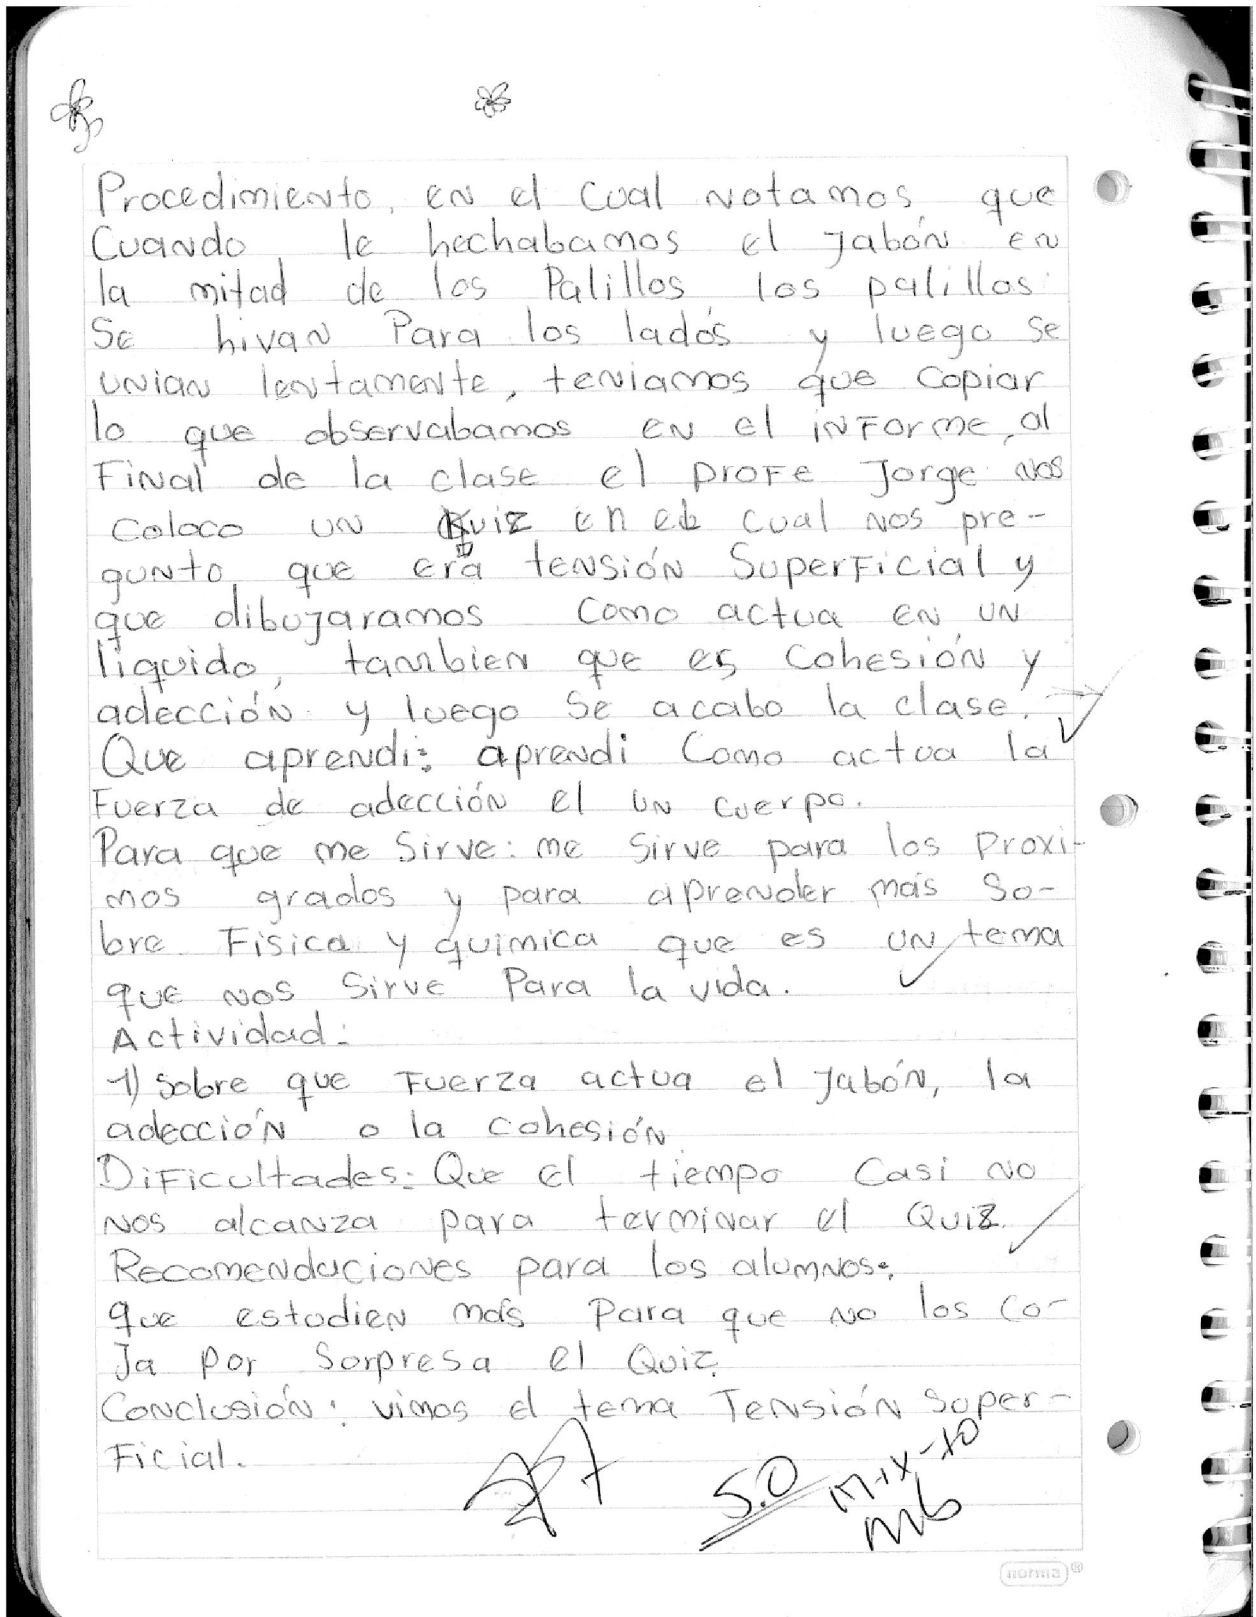 Procedimiento, en el cual notamos que
Cuando, le hechabamos el jabón en
la mitad de los Palillos, los palillos
Se hivan Para los lados y luego se
unian lentamente, teniamos que copiar
lo que observabamos en el informe, al
Final de la clase el profe Jorge nos
coloco un Quiz en el cual nos pre-
gunto, que era tensión Superficial y
que dibujaramos como actua en un
liquido, tambien que es cohesión y
adección y luego se acabo la clase.
Que aprendi: aprendi Como actua la
Fuerza de adección el un cuerpo.
Para que me Sirve: me sirve para los proxi-
mos grados y para aprender más so-
bre Fisica y quimica que es un tema
que nos Sirve Para la vida.
Actividad:
1) Sobre que Fuerza actua el jabón, la
adección o la cohesión
Dificultades: Que el tiempo Casi no
nos alcanza para terminar el Quiz.
Recomendaciones para los alumnos:
que estudien más Para que no los co-
Ja por Sorpresa el Quiz.
Conclusión: vimos el tema Tensión Super-
Ficial.
5.0
17-IX-10
norma®